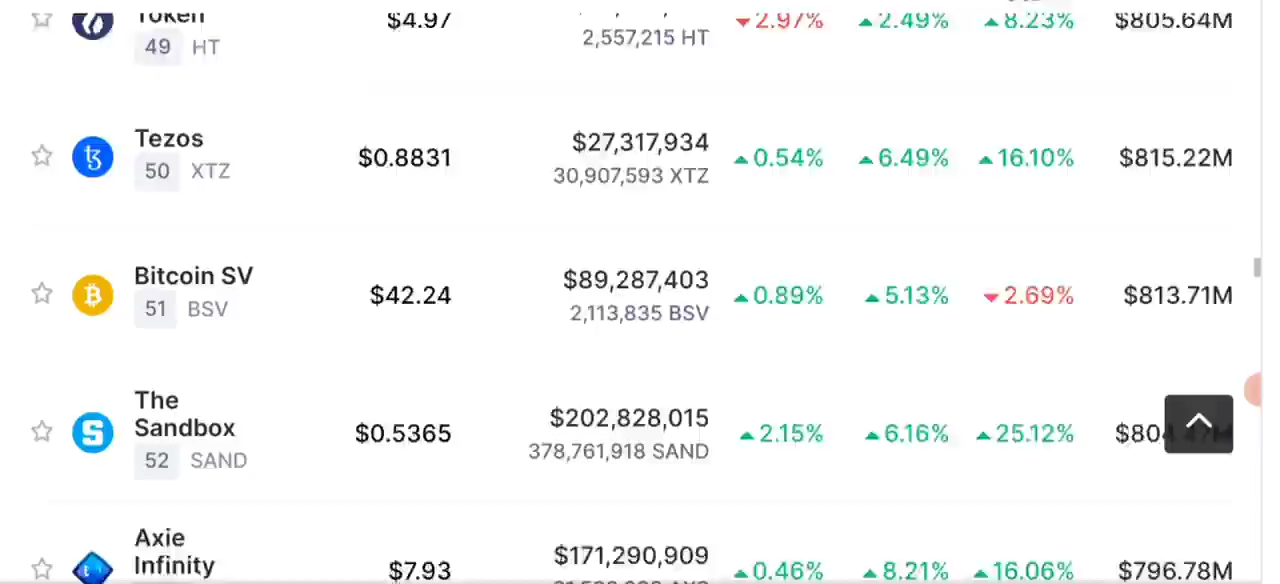 Token
$4.97
2.97%
2.49%
8.23%
$805.64M
49 HT
2,557,215 HT
Tezos
50 XTZ
$0.8831
$27,317,934
30,907,593 XTZ
0.54%
6.49%
16.10%
$815.22M
Bitcoin SV
51 BSV
$42.24
$89,287,403
2,113,835 BSV
0.89%
5.13%
2.69%
$813.71M
The
Sandbox
52 SAND
$0.5365
$202,828,015
378,761,918 SAND
2.15%
6.16%
25.12%
Axie
Infinity
$7.93
$171,290,909
0.46%
8.21%
16.06%
$796.78M